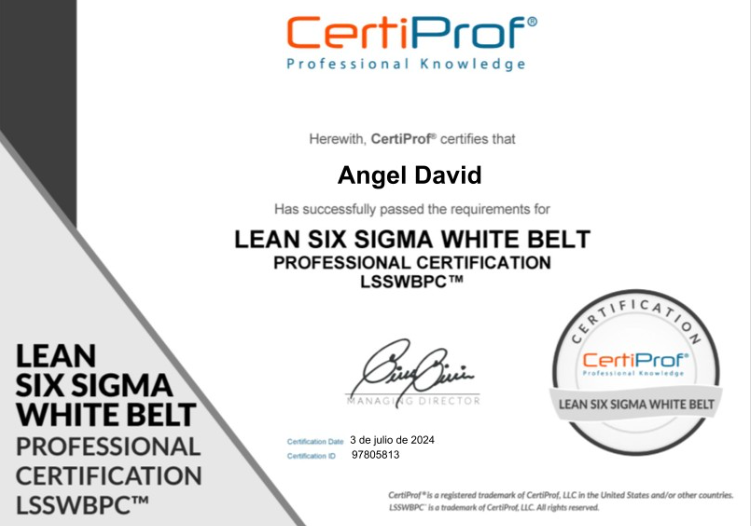 CertiProf®
Professional Knowledge
Herewith, CertiProf® certifies that
Angel David
Has successfully passed the requirements for
LEAN SIX SIGMA WHITE BELT
PROFESSIONAL CERTIFICATION
LSSWBPC™
MANAGING DIRECTOR
Certification Date 3 de julio de 2024
Certification ID 97805813
LEAN
SIX SIGMA
WHITE BELT
PROFESSIONAL
CERTIFICATION
LSSWBPC™
CERTIFICATION
CertiProf®
Professional Knowledge
LEAN SIX SIGMA WHITE BELT
CertiProf® is a registered trademark of CertiProf, LLC in the United States and/or other countries.
LSSWBPC™ is a trademark of CertiProf, LLC. All rights reserved.